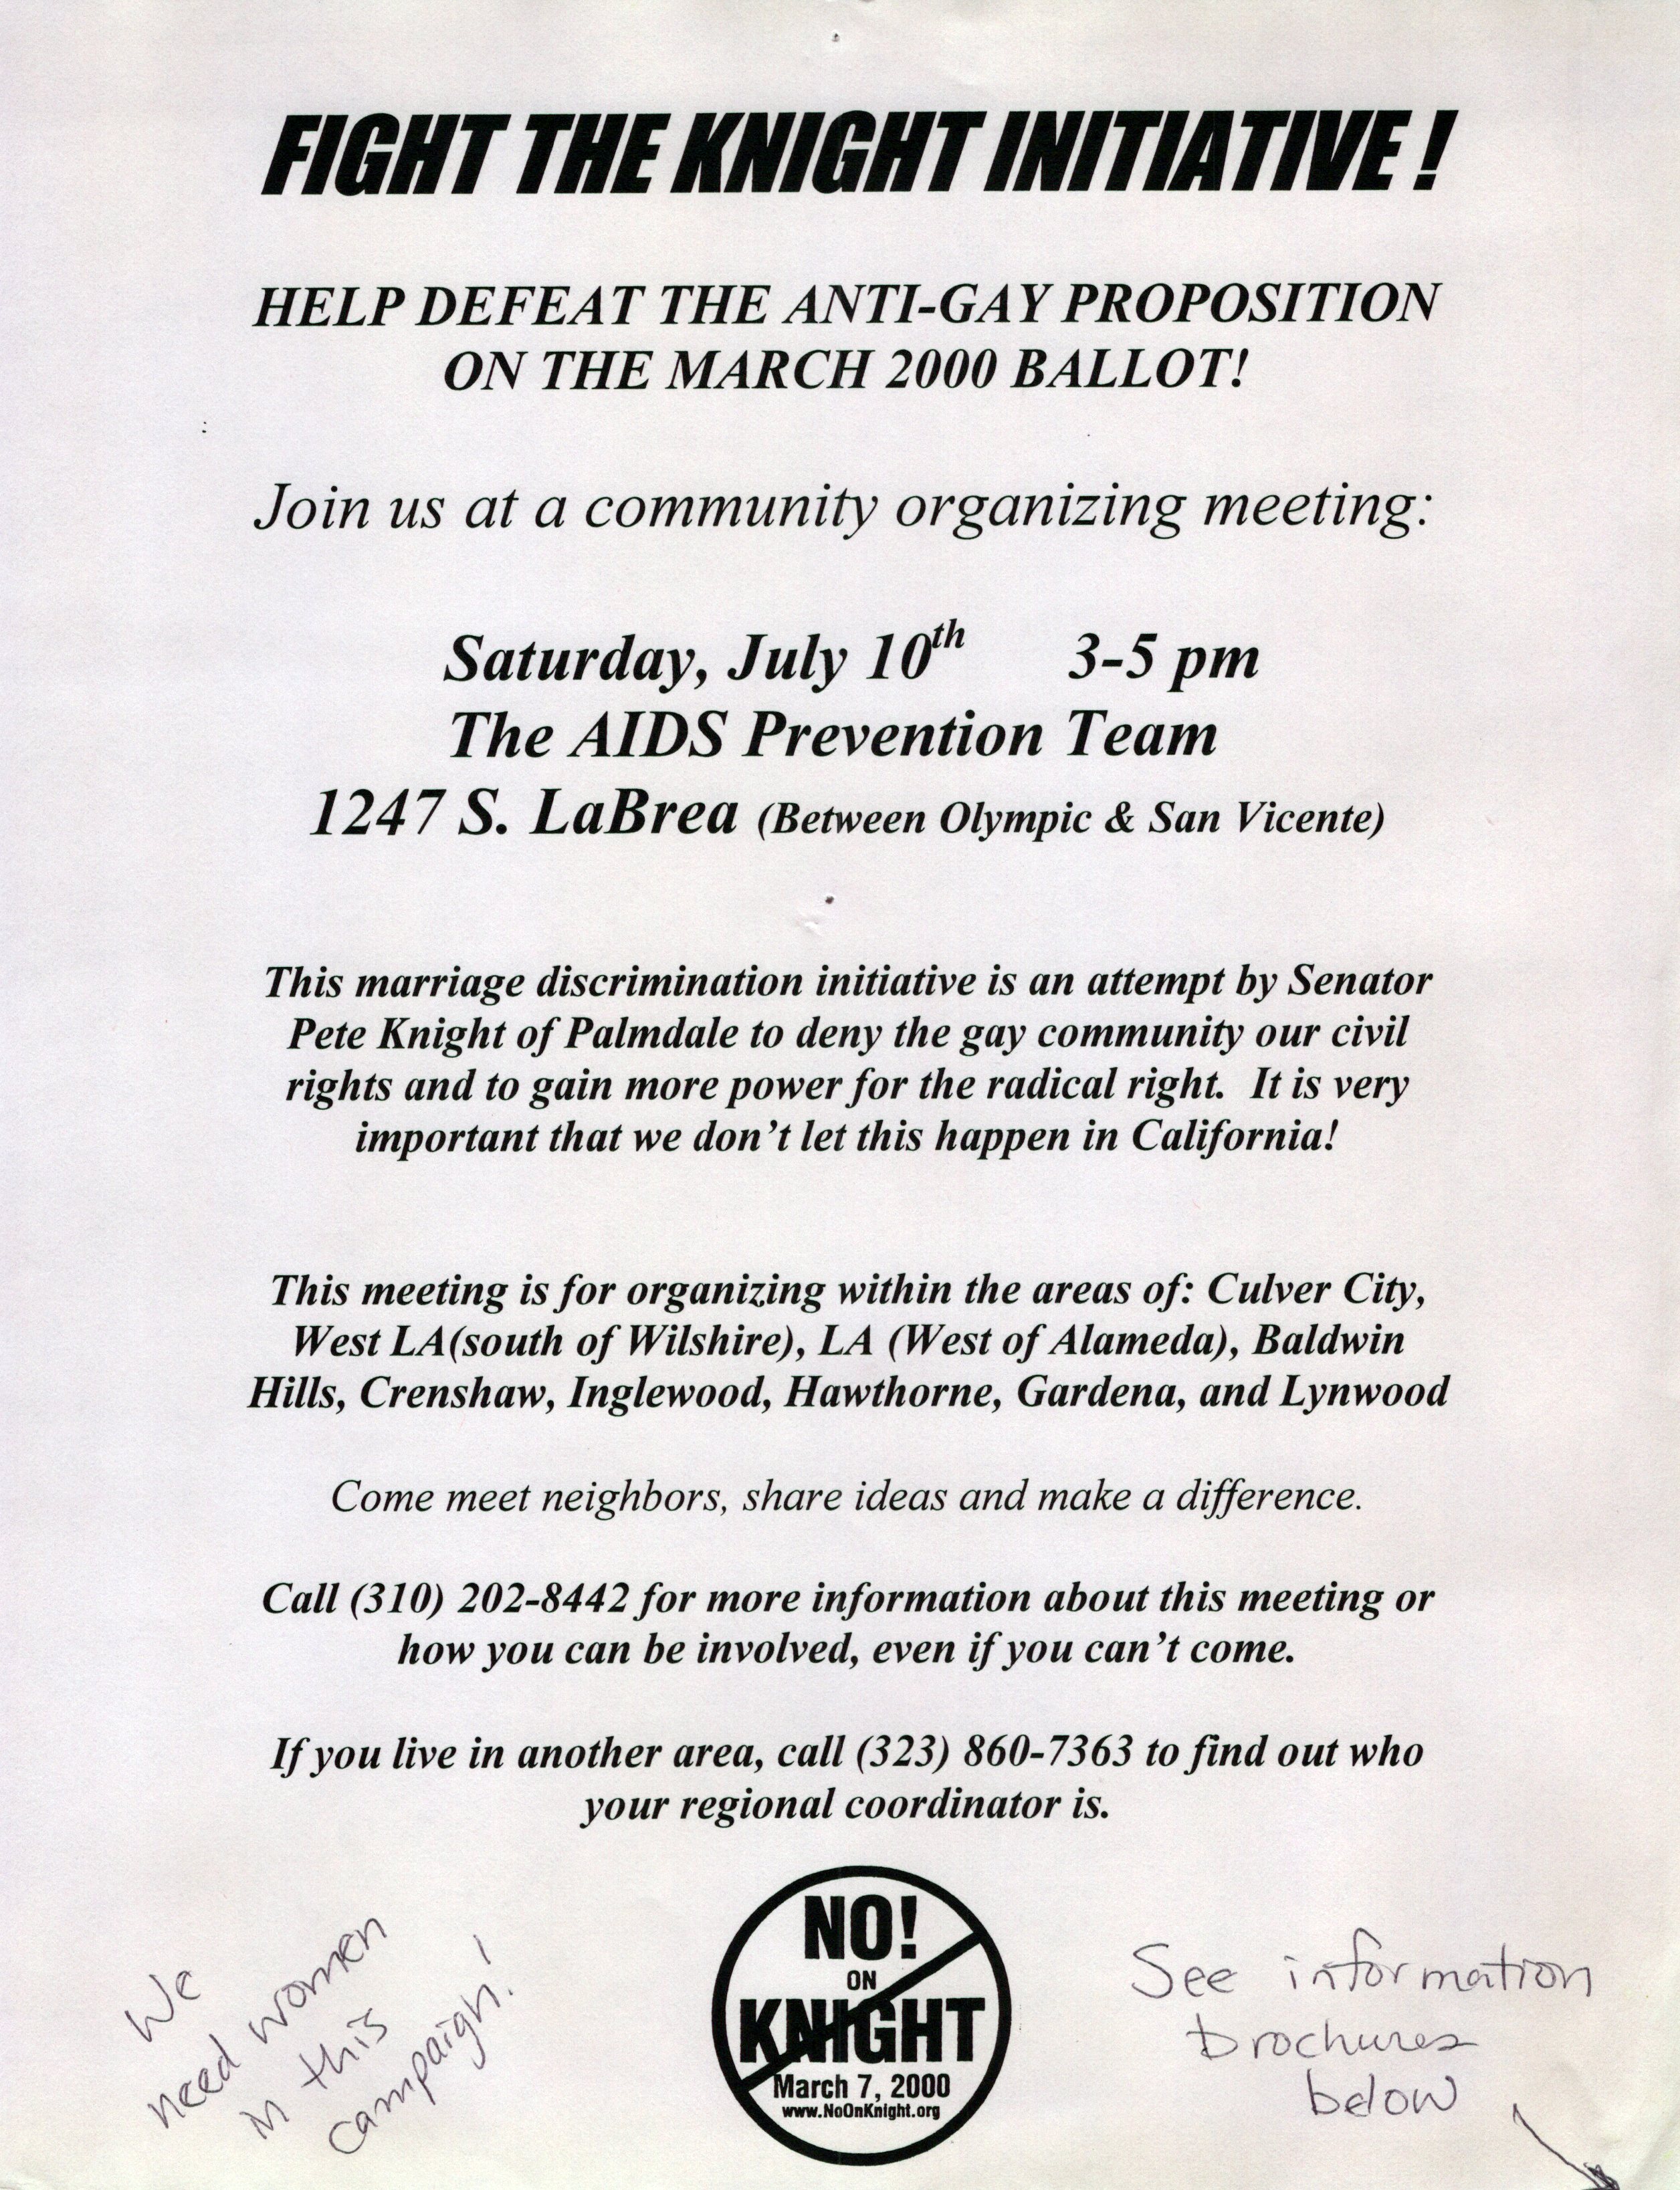 FIGHT THE KNIGHT INITIATIVE !
HELP DEFEAT THE ANTI-GAY PROPOSITION
ON THE MARCH 2000 BALLOT!
Join us at a community organizing meeting:
Saturday, July 10th 3-5 pm
The AIDS Prevention Team
1247 S. LaBrea (Between Olympic & San Vicente)
This marriage discrimination initiative is an attempt by Senator
Pete Knight of Palmdale to deny the gay community our civil
rights and to gain more power for the radical right. It is very
important that we don't let this happen in California!
This meeting is for organizing within the areas of: Culver City,
West LA(south of Wilshire), LA (West of Alameda), Baldwin
Hills, Crenshaw, Inglewood, Hawthorne, Gardena, and Lynwood
Come meet neighbors, share ideas and make a difference.
Call (310) 202-8442 for more information about this meeting or
how you can be involved, even if you can't come.
If you live in another area, call (323) 860-7363 to find out who
your regional coordinator is.
We
need women
in this
campaign!
NO!
ON
KNIGHT
March 7, 2000
www.NoOnKnight.org
See information
brochures
below